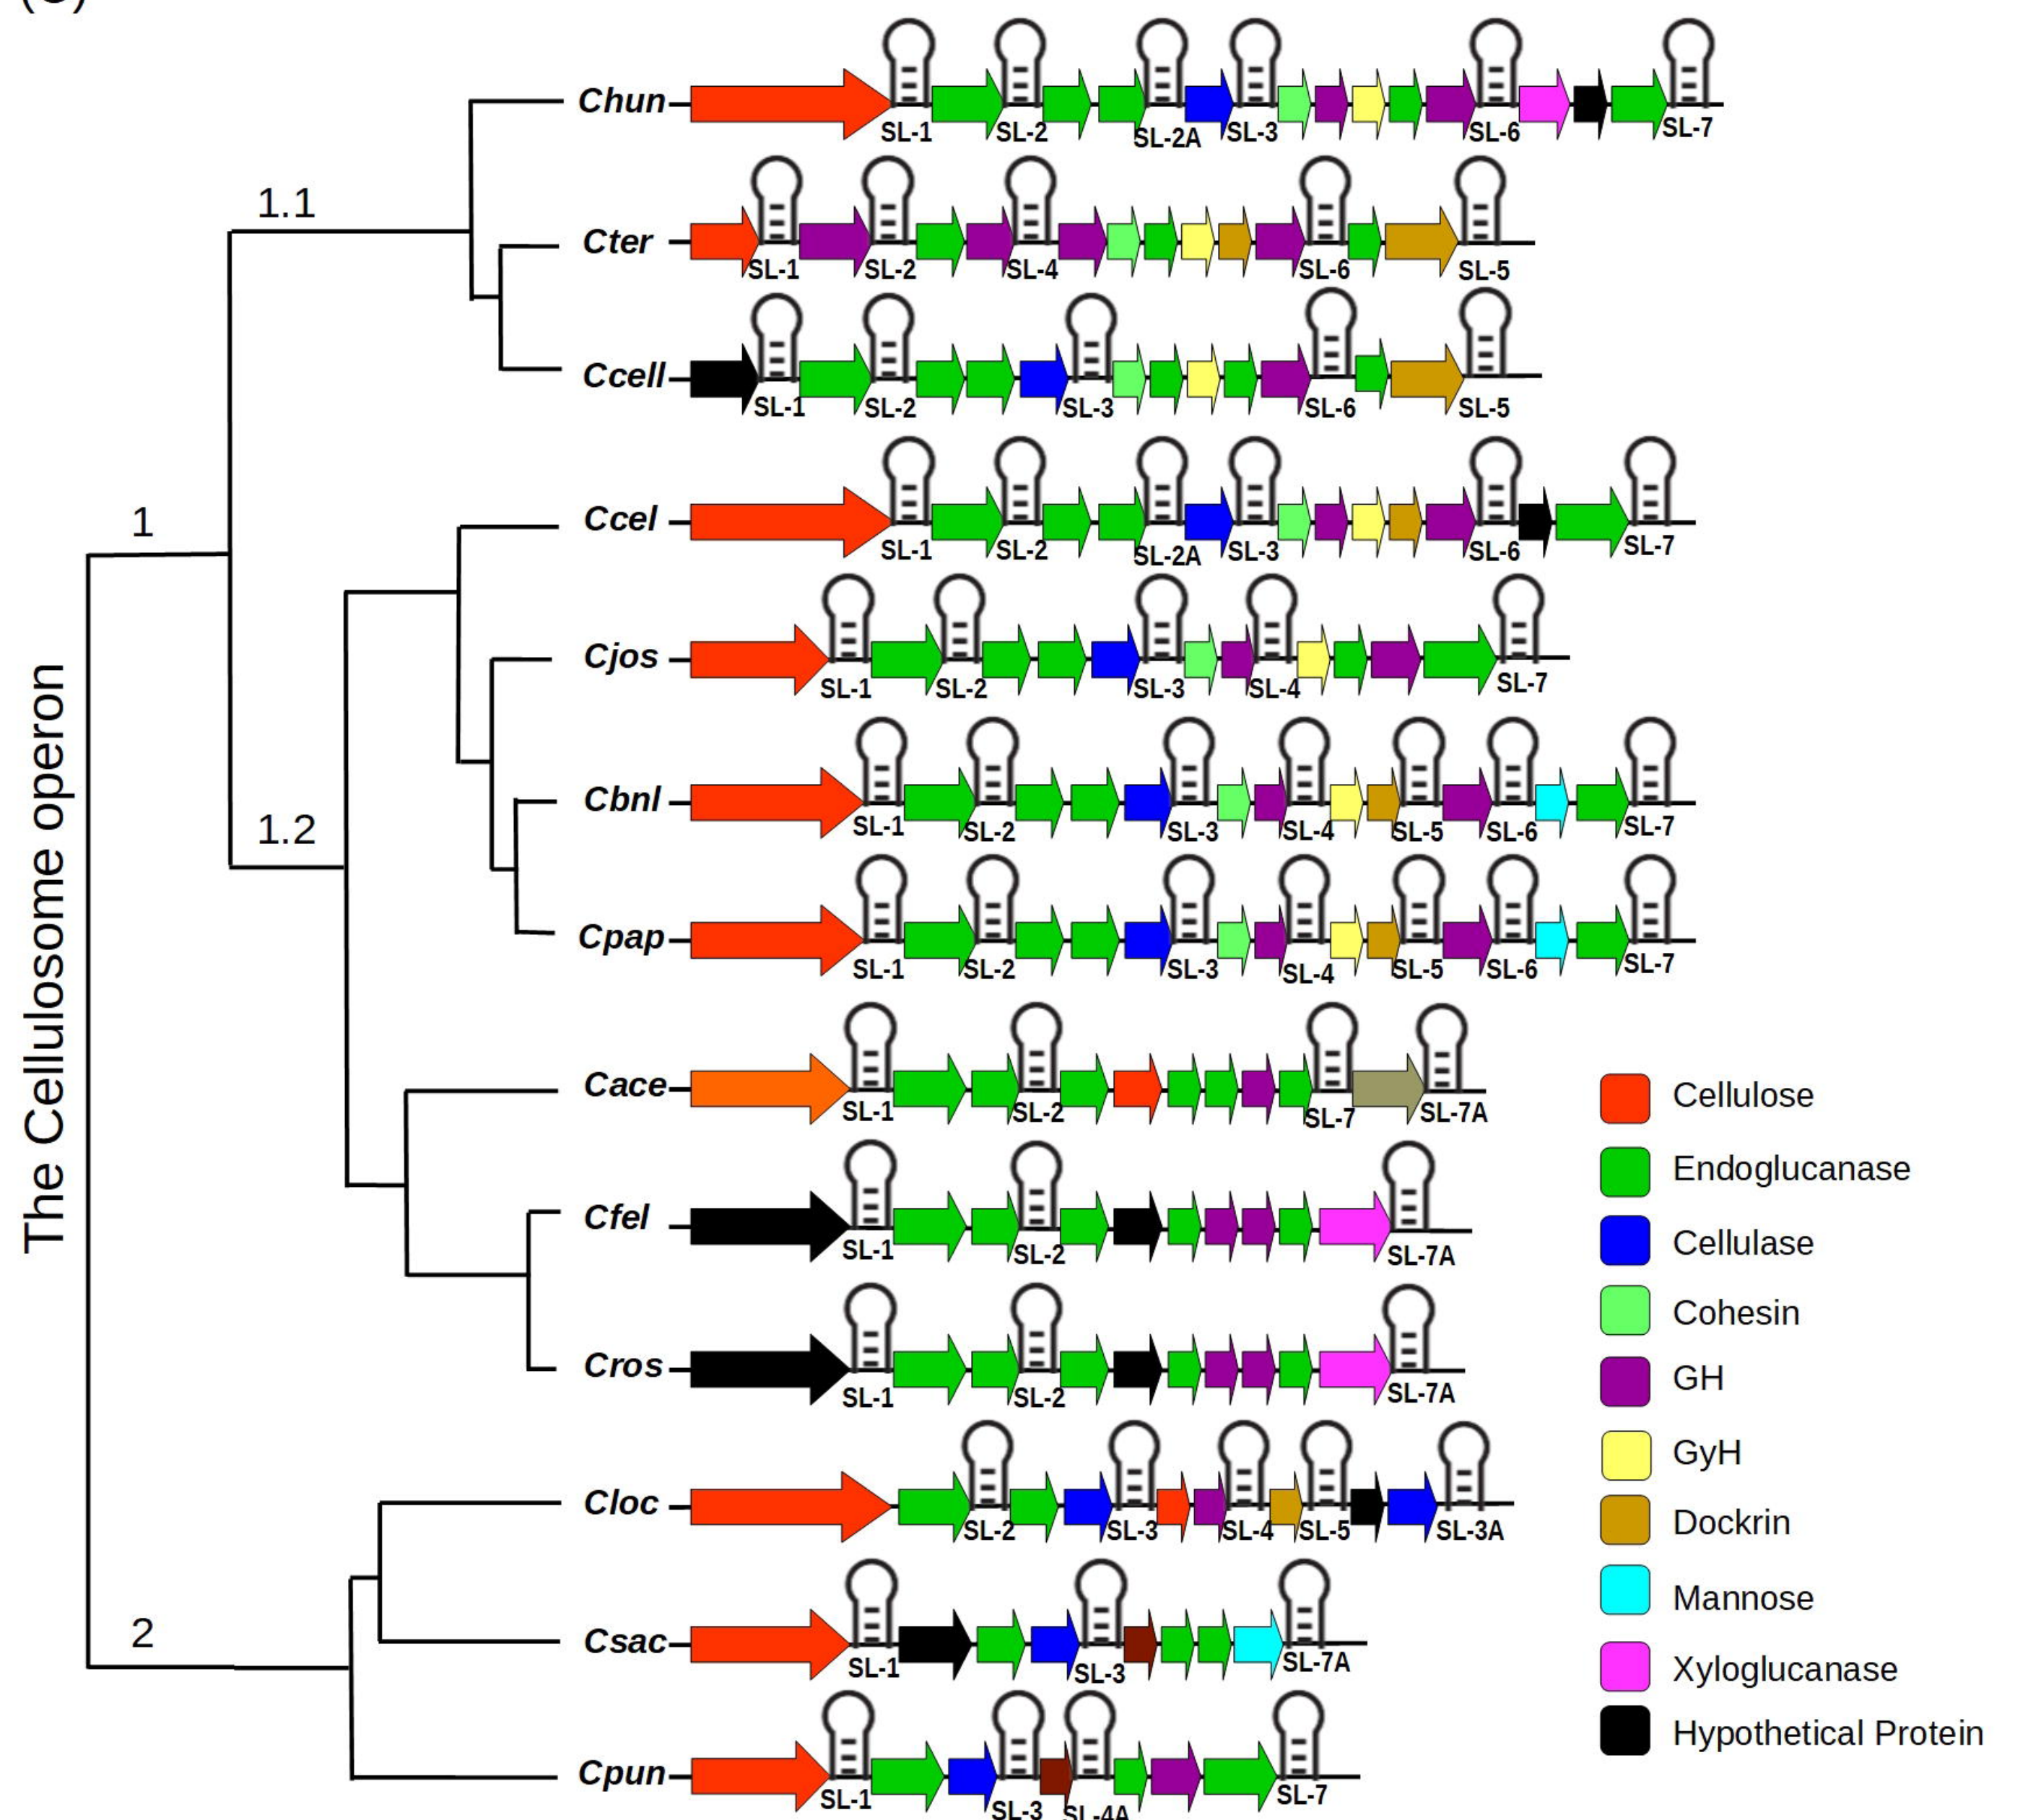 Chun
SL-1 SL-2 SL-2A SL-3 SL-6 SL-7
1.1
Cter
SL-1 SL-2 SL-4 SL-6 SL-5
Ccell
SL-1 SL-2 SL-3 SL-6 SL-5
1
Ccel
SL-1 SL-2 SL-2A SL-3 SL-6 SL-7
Cjos
SL-1 SL-2 SL-3 SL-4 SL-7
1.2
Cbnl
SL-1 SL-2 SL-3 SL-4 SL-5 SL-6 SL-7
Cpap
SL-1 SL-2 SL-3 SL-4 SL-5 SL-6 SL-7
The Cellulosome operon
Cace
SL-1 SL-2 SL-7 SL-7A
Cfel
SL-1 SL-2 SL-7A
Cros
SL-1 SL-2 SL-7A
Cloc
SL-2 SL-3 SL-4 SL-5 SL-3A
2
Csac
SL-1 SL-3 SL-7A
Cpun
SL-1 SL-3 SL-4A SL-7
Cellulose
Endoglucanase
Cellulase
Cohesin
GH
GyH
Dockrin
Mannose
Xyloglucanase
Hypothetical Protein